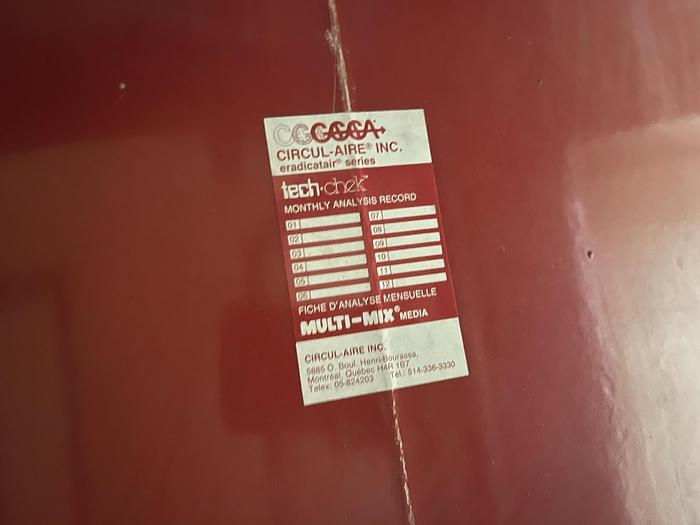 CIRCUL-AIRE® INC.
eradicatair® series
tech·chek™
MONTHLY ANALYSIS RECORD
01 07
02 08
03 09
04 10
05 11
06 12
FICHE D'ANALYSE MENSUELLE
MULTI-MIX® MEDIA
CIRCUL-AIRE INC.
5885 O. Boul. Henri-Bourassa,
Montréal, Québec H4R 1B7
Telex: 05-824203 Tel.: 514-336-3330